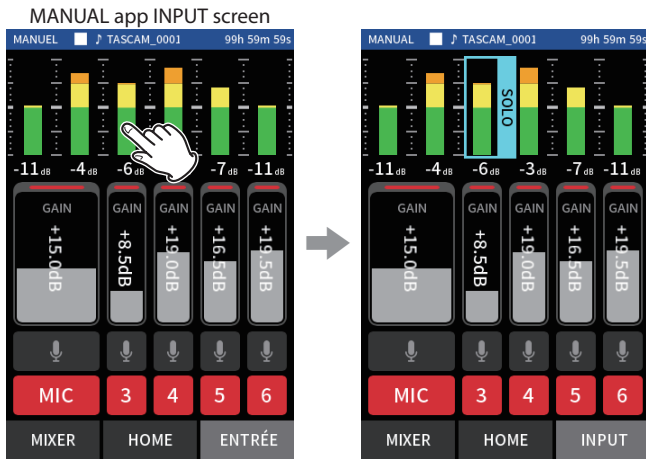 MANUAL app INPUT screen
MANUEL ♪ TASCAM_0001 99h 59m 59s
-11 dB -4 dB -6 dB -7 dB -11 dB
GAIN GAIN GAIN GAIN GAIN
+15.0dB +8.5dB +19.0dB +16.5dB +19.5dB
MIC 3 4 5 6
MIXER HOME ENTRÉE
MANUAL ♪ TASCAM_0001 99h 59m 59s
SOLO
-11 dB -4 dB -6 dB -3 dB -7 dB -11 dB
GAIN GAIN GAIN GAIN GAIN
+15.0dB +8.5dB +19.0dB +16.5dB +19.5dB
MIC 3 4 5 6
MIXER HOME INPUT